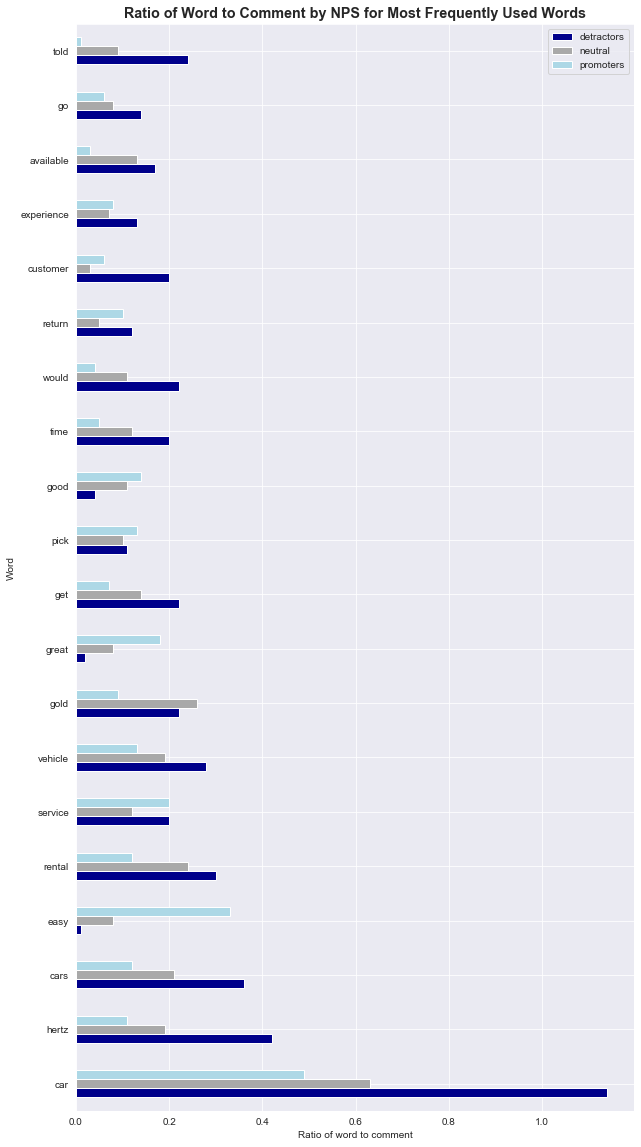 Ratio of Word to Comment by NPS for Most Frequently Used Words
detractors
neutral
promoters
told
go
available
experience
customer
return
would
time
good
pick
Word
get
great
gold
vehicle
service
rental
easy
cars
hertz
car
0.0 0.2 0.4 0.6 0.8 1.0
Ratio of word to comment